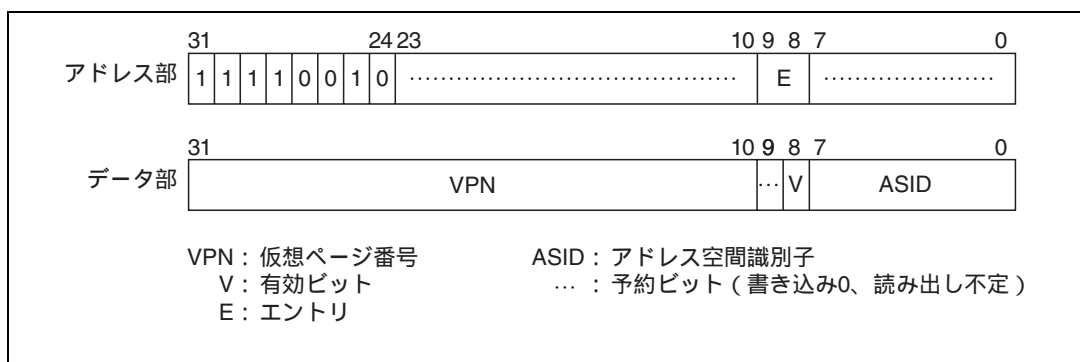 31 24 23 10 9 8 7 0
アドレス部 1 1 1 1 0 0 1 0 ……………………………… E …………………
31 10 9 8 7 0
データ部 VPN … V ASID
VPN： 仮想ページ番号 ASID： アドレス空間識別子
V： 有効ビット …： 予約ビット（書き込み0、読み出し不定）
E： エントリ